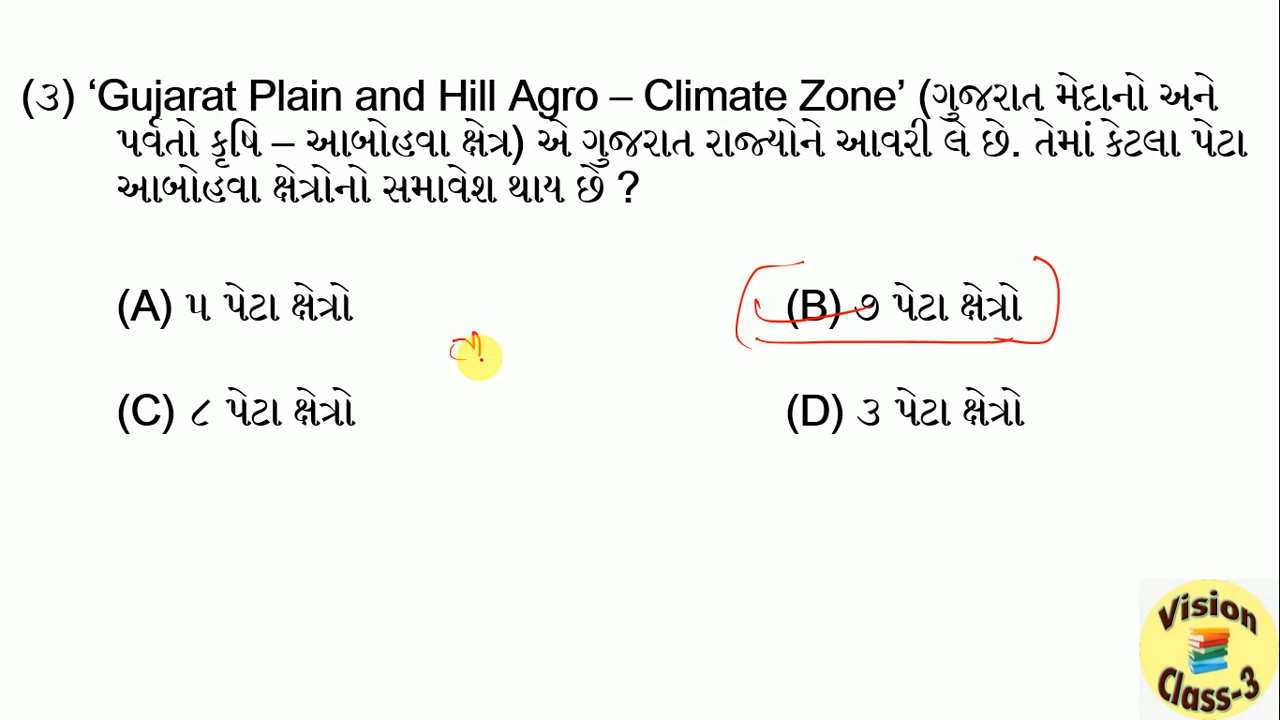 (૩) ‘Gujarat Plain and Hill Agro – Climate Zone’ (ગુજરાત મેદાનો અને
પર્વતો કૃષિ – આબોહવા ક્ષેત્ર) એ ગુજરાત રાજ્યોને આવરી લે છે. તેમાં કેટલા પેટા
આબોહવા ક્ષેત્રોનો સમાવેશ થાય છે ?
(A) ૫ પેટા ક્ષેત્રો
(B) ૭ પેટા ક્ષેત્રો
(C) ૮ પેટા ક્ષેત્રો
(D) ૩ પેટા ક્ષેત્રો
Vision
Class-3